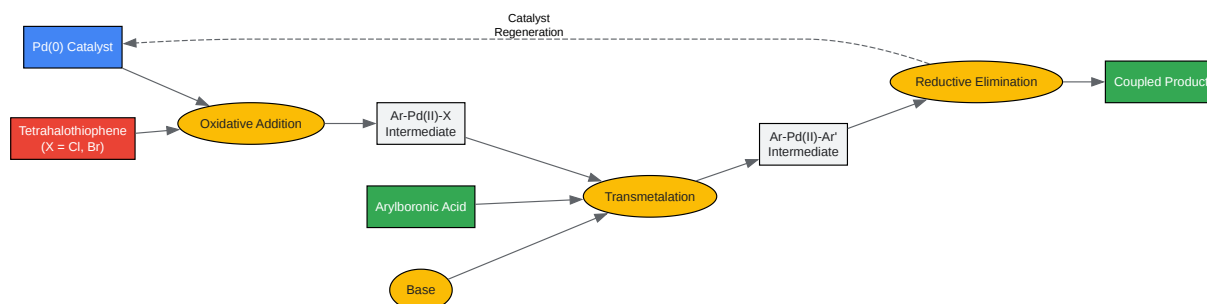 Catalyst
Regeneration
Pd(0) Catalyst
Reductive Elimination
Coupled Product
Oxidative Addition
Ar-Pd(II)-X
Intermediate
Tetrahalothiophene
(X = Cl, Br)
Ar-Pd(II)-Ar'
Intermediate
Transmetalation
Arylboronic Acid
Base